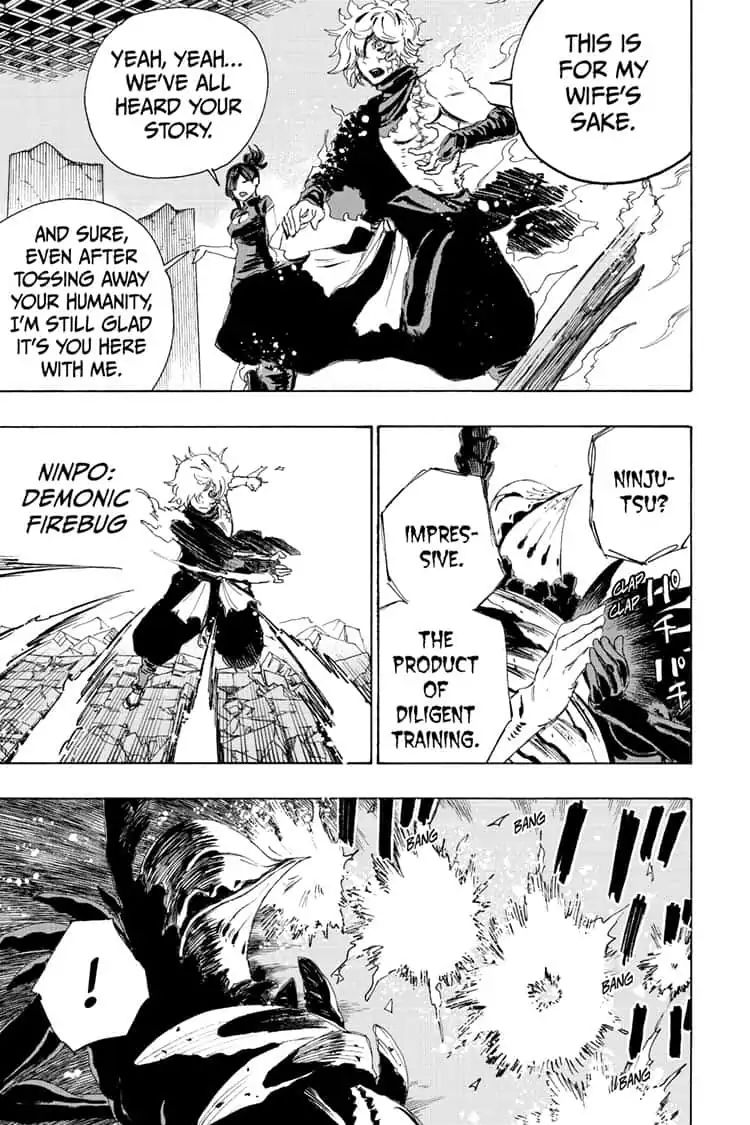 THIS IS
FOR MY
WIFE'S
SAKE.
YEAH, YEAH...
WE'VE ALL
HEARD YOUR
STORY.
AND SURE,
EVEN AFTER
TOSSING AWAY
YOUR HUMANITY,
I'M STILL GLAD
IT'S YOU HERE
WITH ME.
NINJU-
TSU?
CLAP
CLAP
パチ
パチ
IMPRES-
SIVE.
THE
PRODUCT
OF
DILIGENT
TRAINING.
NINPO:
DEMONIC
FIREBUG
BANG
BANG
BANG
BANG
BANG
!